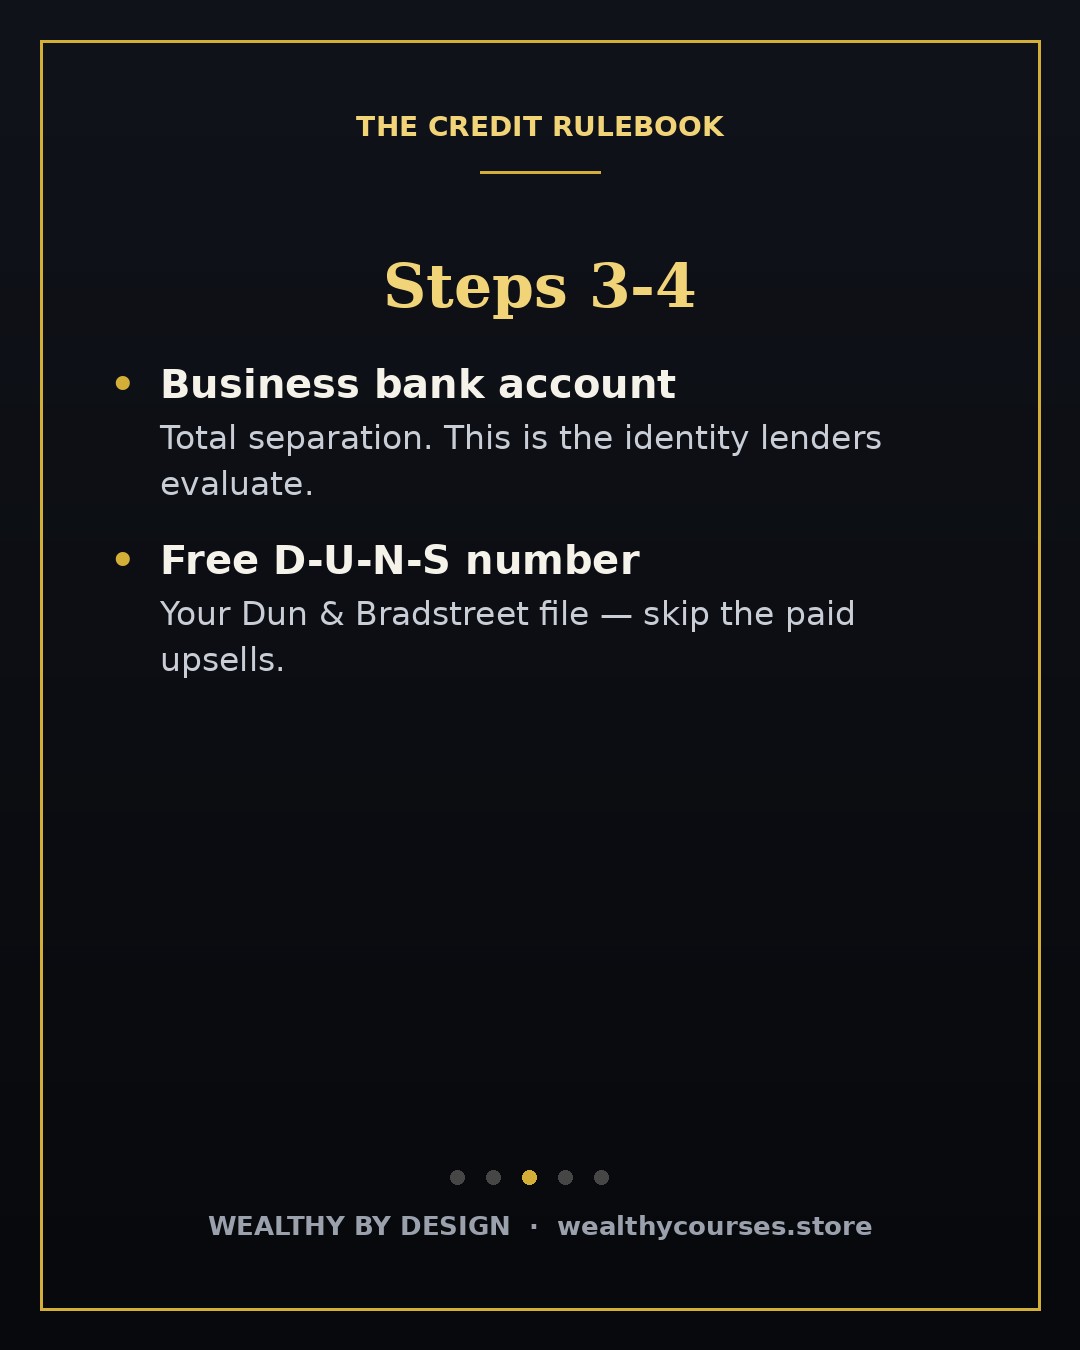 THE CREDIT RULEBOOK
Steps 3-4
• Business bank account
Total separation. This is the identity lenders
evaluate.
• Free D-U-N-S number
Your Dun & Bradstreet file — skip the paid
upsells.
WEALTHY BY DESIGN · wealthycourses.store